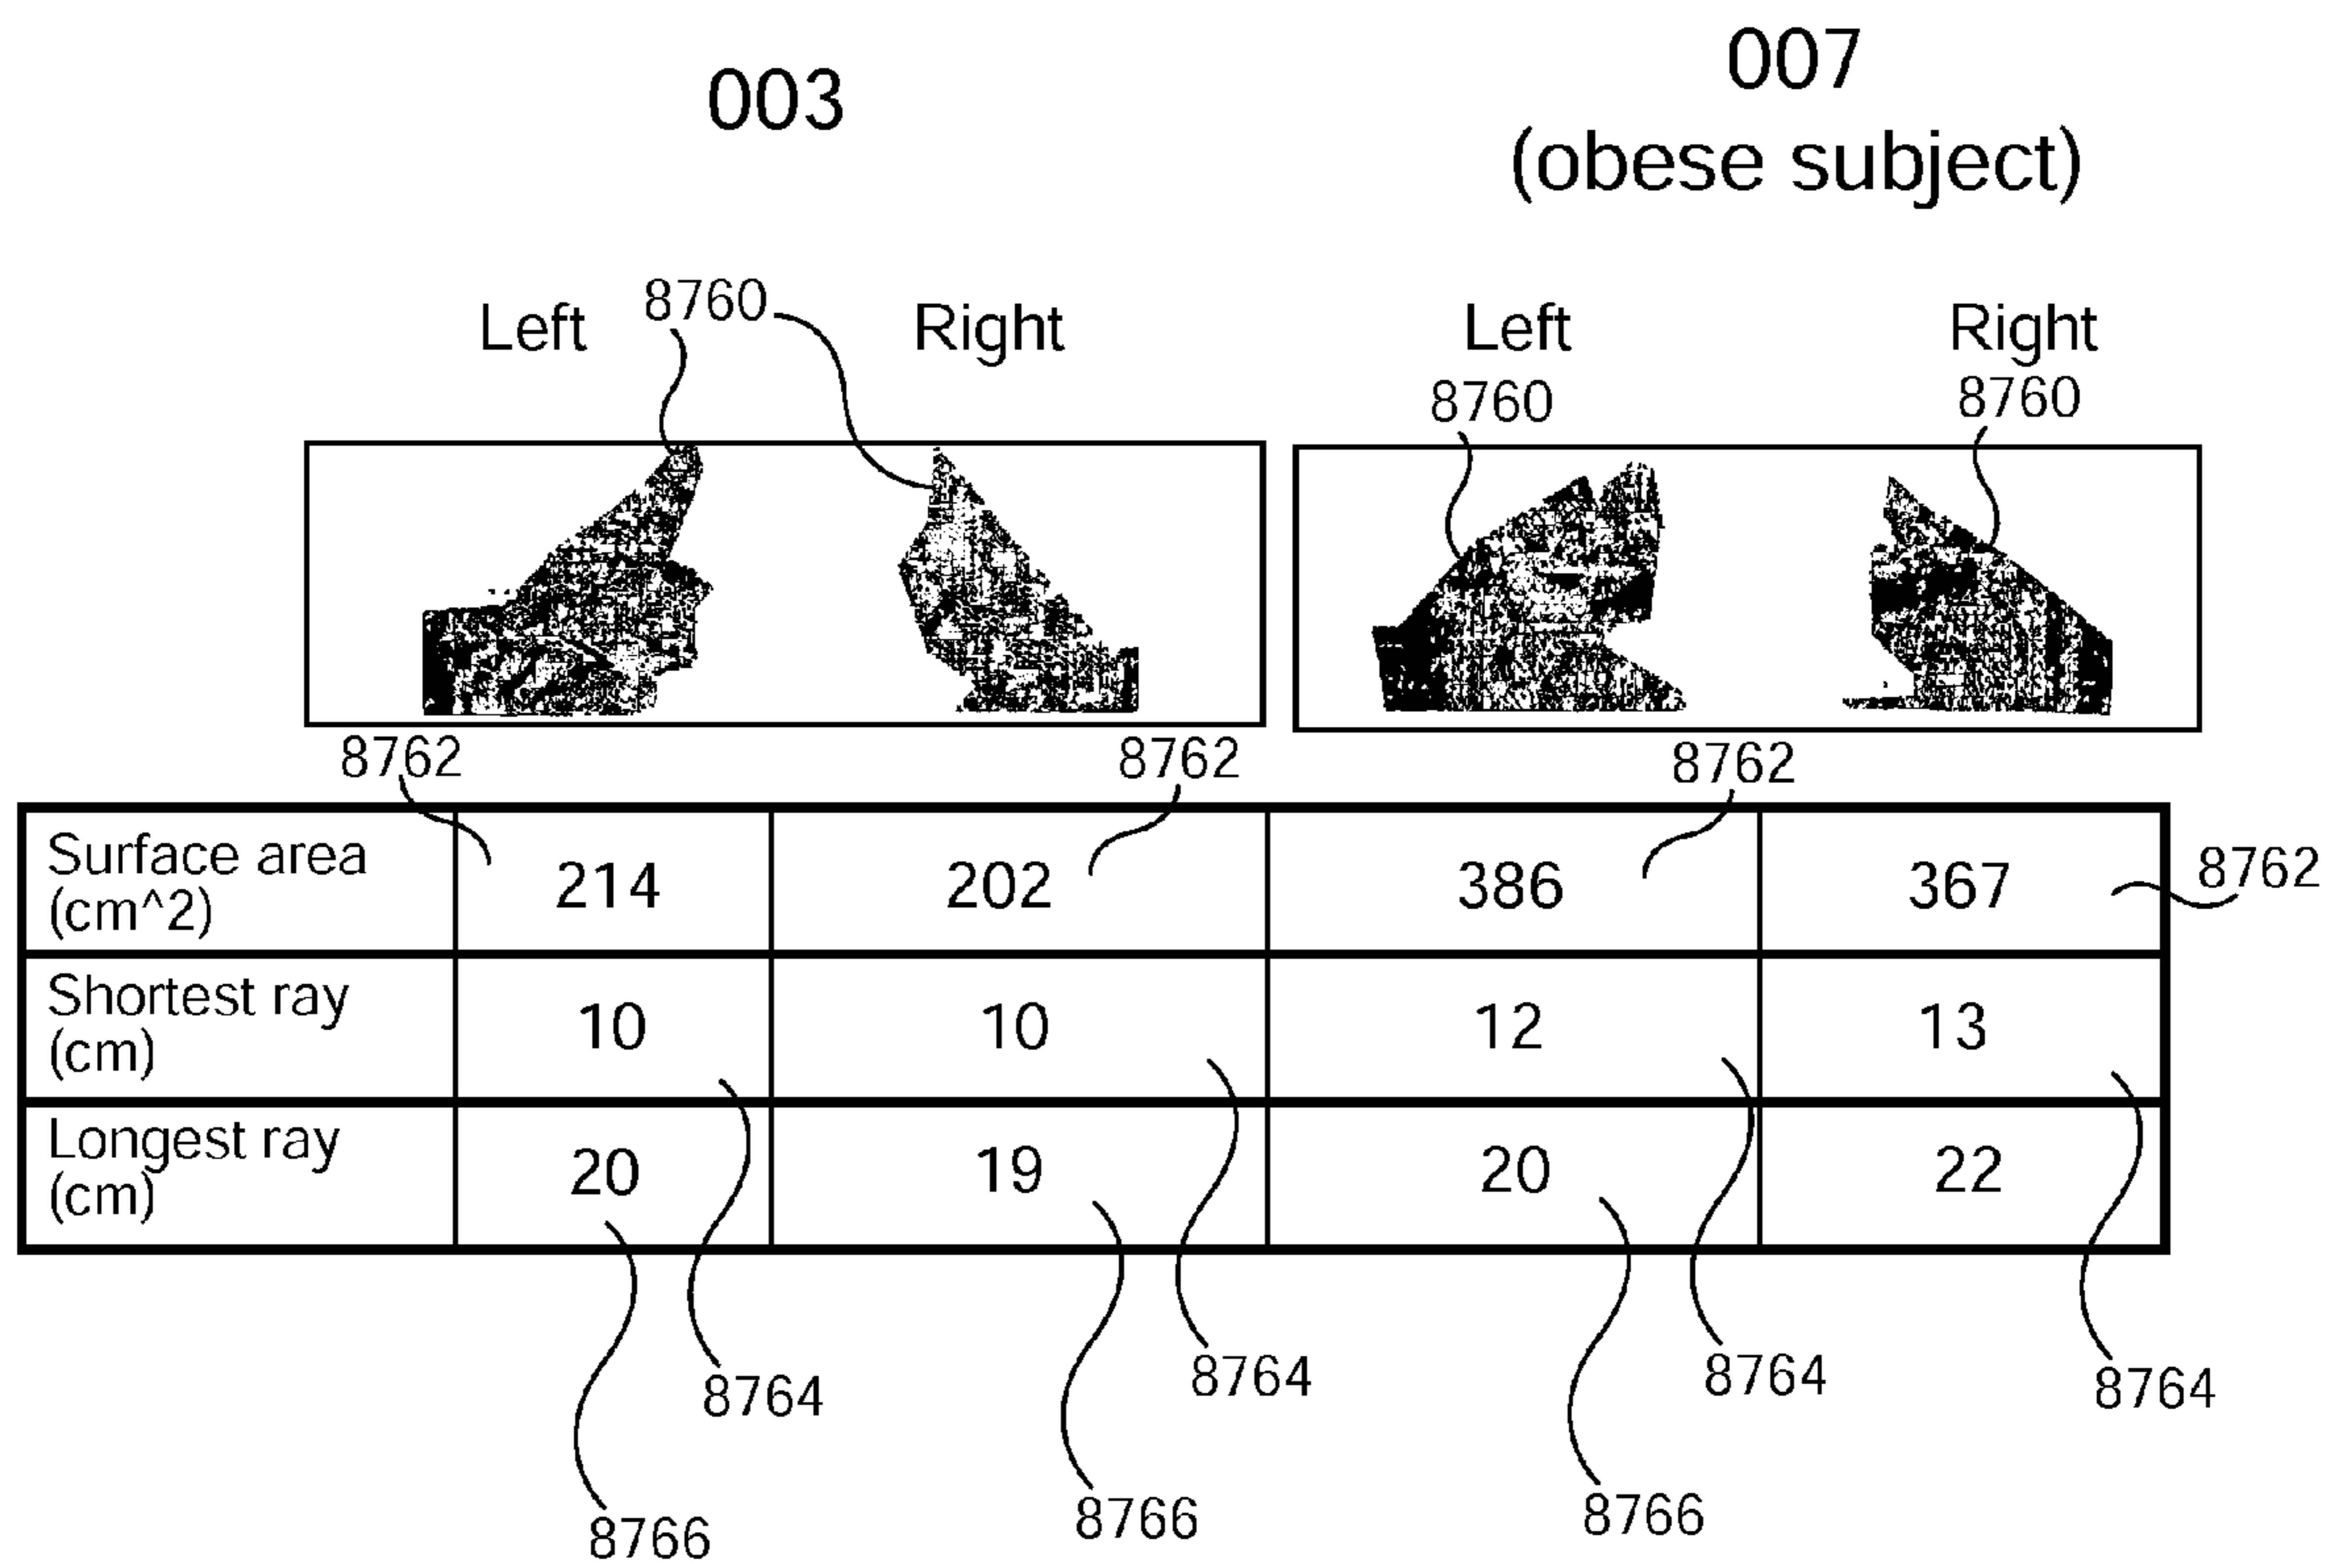 003
007
(obese subject)
Left
8760
Right
Left
Right
8760
8760
8762
8762
8762
Surface area
(cm^2)
214
202
386
367
8762
Shortest ray
(cm)
10
10
12
13
Longest ray
(cm)
20
19
20
22
8764
8764
8764
8764
8766
8766
8766